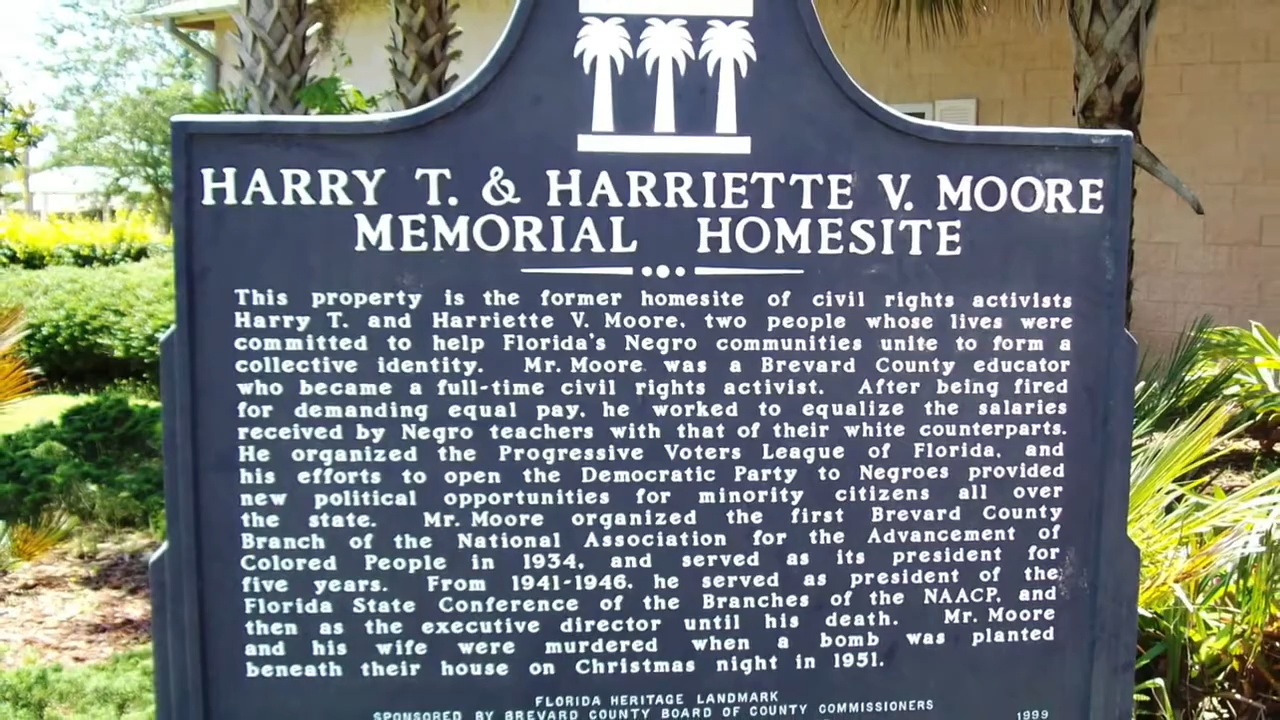 HARRY T. & HARRIETTE V. MOORE
MEMORIAL HOMESITE
This property is the former homesite of civil rights activists
Harry T. and Harriette V. Moore, two people whose lives were
committed to help Florida's Negro communities unite to form a
collective identity. Mr. Moore was a Brevard County educator
who became a full-time civil rights activist. After being fired
for demanding equal pay, he worked to equalize the salaries
received by Negro teachers with that of their white counterparts.
He organized the Progressive Voters League of Florida, and
his efforts to open the Democratic Party to Negroes provided
new political opportunities for minority citizens all over
the state. Mr. Moore organized the first Brevard County
Branch of the National Association for the Advancement of
Colored People in 1934, and served as its president for
five years. From 1941-1946, he served as president of the
Florida State Conference of the Branches of the NAACP, and
then as the executive director until his death. Mr. Moore
and his wife were murdered when a bomb was planted
beneath their house on Christmas night in 1951.
FLORIDA HERITAGE LANDMARK
SPONSORED BY BREVARD COUNTY BOARD OF COUNTY COMMISSIONERS
1999